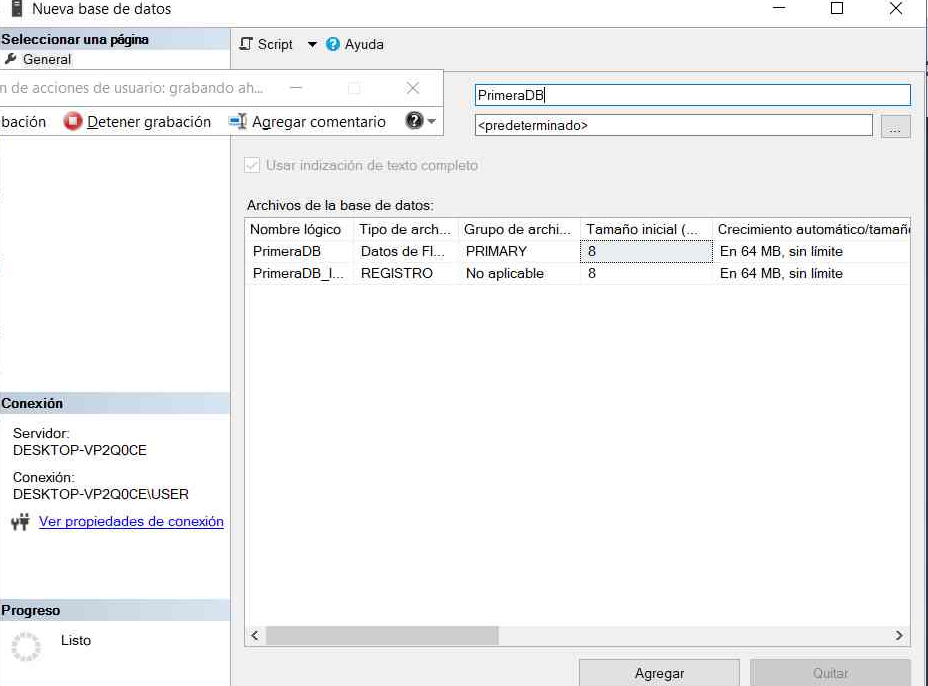 Nueva base de datos
Seleccionar una página
General
Script
Ayuda
n de acciones de usuario: grabando ah...
bación Detener grabación Agregar comentario
PrimeraDB
<predeterminado>
...
Usar indización de texto completo
Archivos de la base de datos:
Nombre lógico Tipo de arch... Grupo de archi... Tamaño inicial (... Crecimiento automático/tamañ
PrimeraDB Datos de FI... PRIMARY 8 En 64 MB, sin límite
PrimeraDB_l... REGISTRO No aplicable 8 En 64 MB, sin límite
Conexión
Servidor:
DESKTOP-VP2Q0CE
Conexión:
DESKTOP-VP2Q0CE\USER
Ver propiedades de conexión
Progreso
Listo
Agregar Quitar